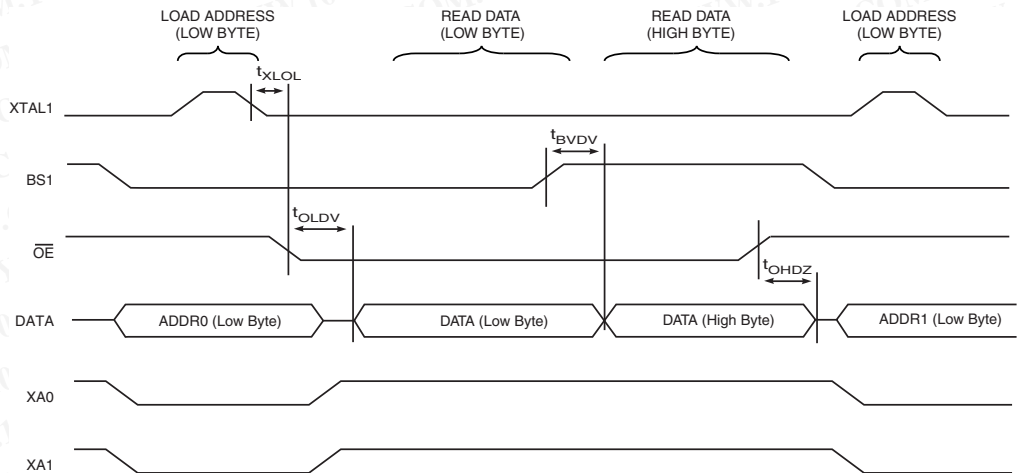 LOAD ADDRESS
(LOW BYTE)
READ DATA
(LOW BYTE)
READ DATA
(HIGH BYTE)
LOAD ADDRESS
(LOW BYTE)
tXLOL
XTAL1
tBVDV
BS1
tOLDV
OE
tOHDZ
DATA
ADDR0 (Low Byte)
DATA (Low Byte)
DATA (High Byte)
ADDR1 (Low Byte)
XA0
XA1